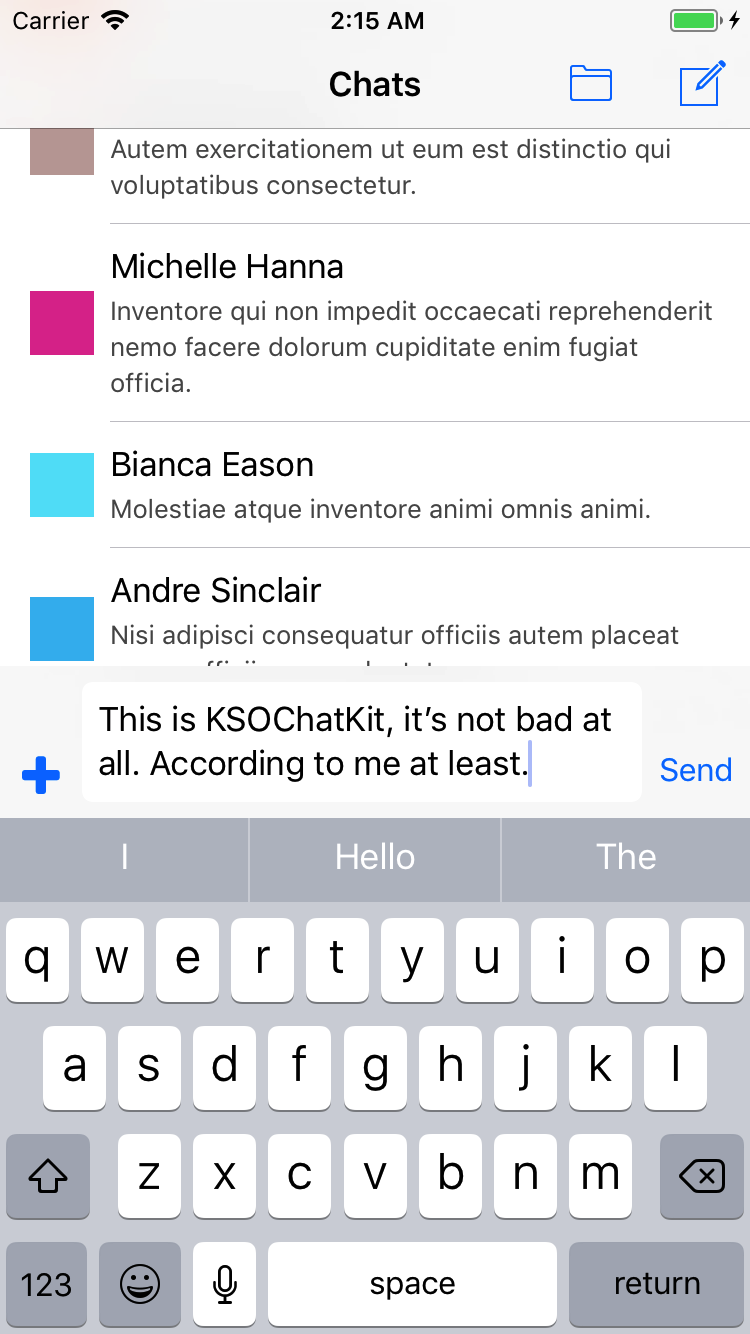 Carrier 2:15 AM
Chats
Autem exercitationem ut eum est distinctio qui
voluptatibus consectetur.
Michelle Hanna
Inventore qui non impedit occaecati reprehenderit
nemo facere dolorum cupiditate enim fugiat
officia.
Bianca Eason
Molestiae atque inventore animi omnis animi.
Andre Sinclair
Nisi adipisci consequatur officiis autem placeat
This is KSOChatKit, it’s not bad at
all. According to me at least.
Send
I Hello The
q w e r t y u i o p
a s d f g h j k l
z x c v b n m
123 space return